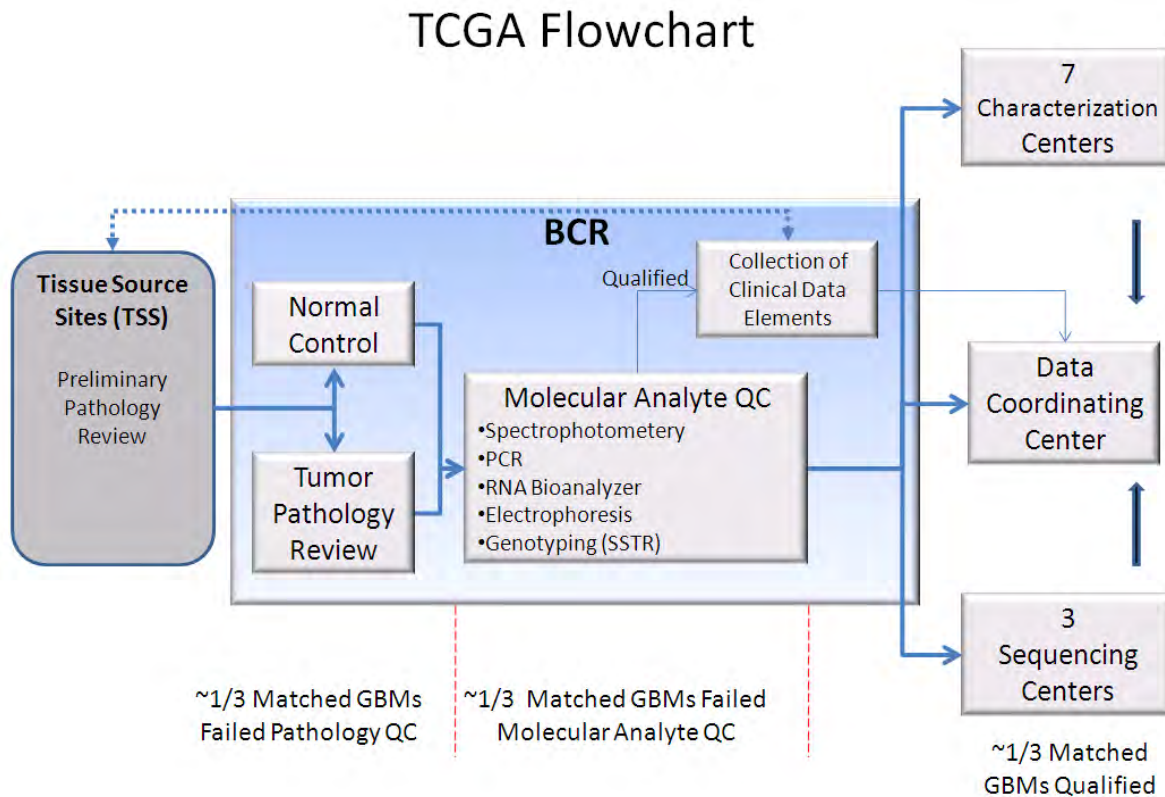 TCGA Flowchart
7
Characterization
Centers
BCR
Tissue Source
Sites (TSS)
Preliminary
Pathology
Review
Normal
Control
Tumor
Pathology
Review
Qualified
Collection of
Clinical Data
Elements
Molecular Analyte QC
•Spectrophotometery
•PCR
•RNA Bioanalyzer
•Electrophoresis
•Genotyping (SSTR)
Data
Coordinating
Center
3
Sequencing
Centers
~1/3 Matched GBMs
Failed Pathology QC
~1/3 Matched GBMs Failed
Molecular Analyte QC
~1/3 Matched
GBMs Qualified